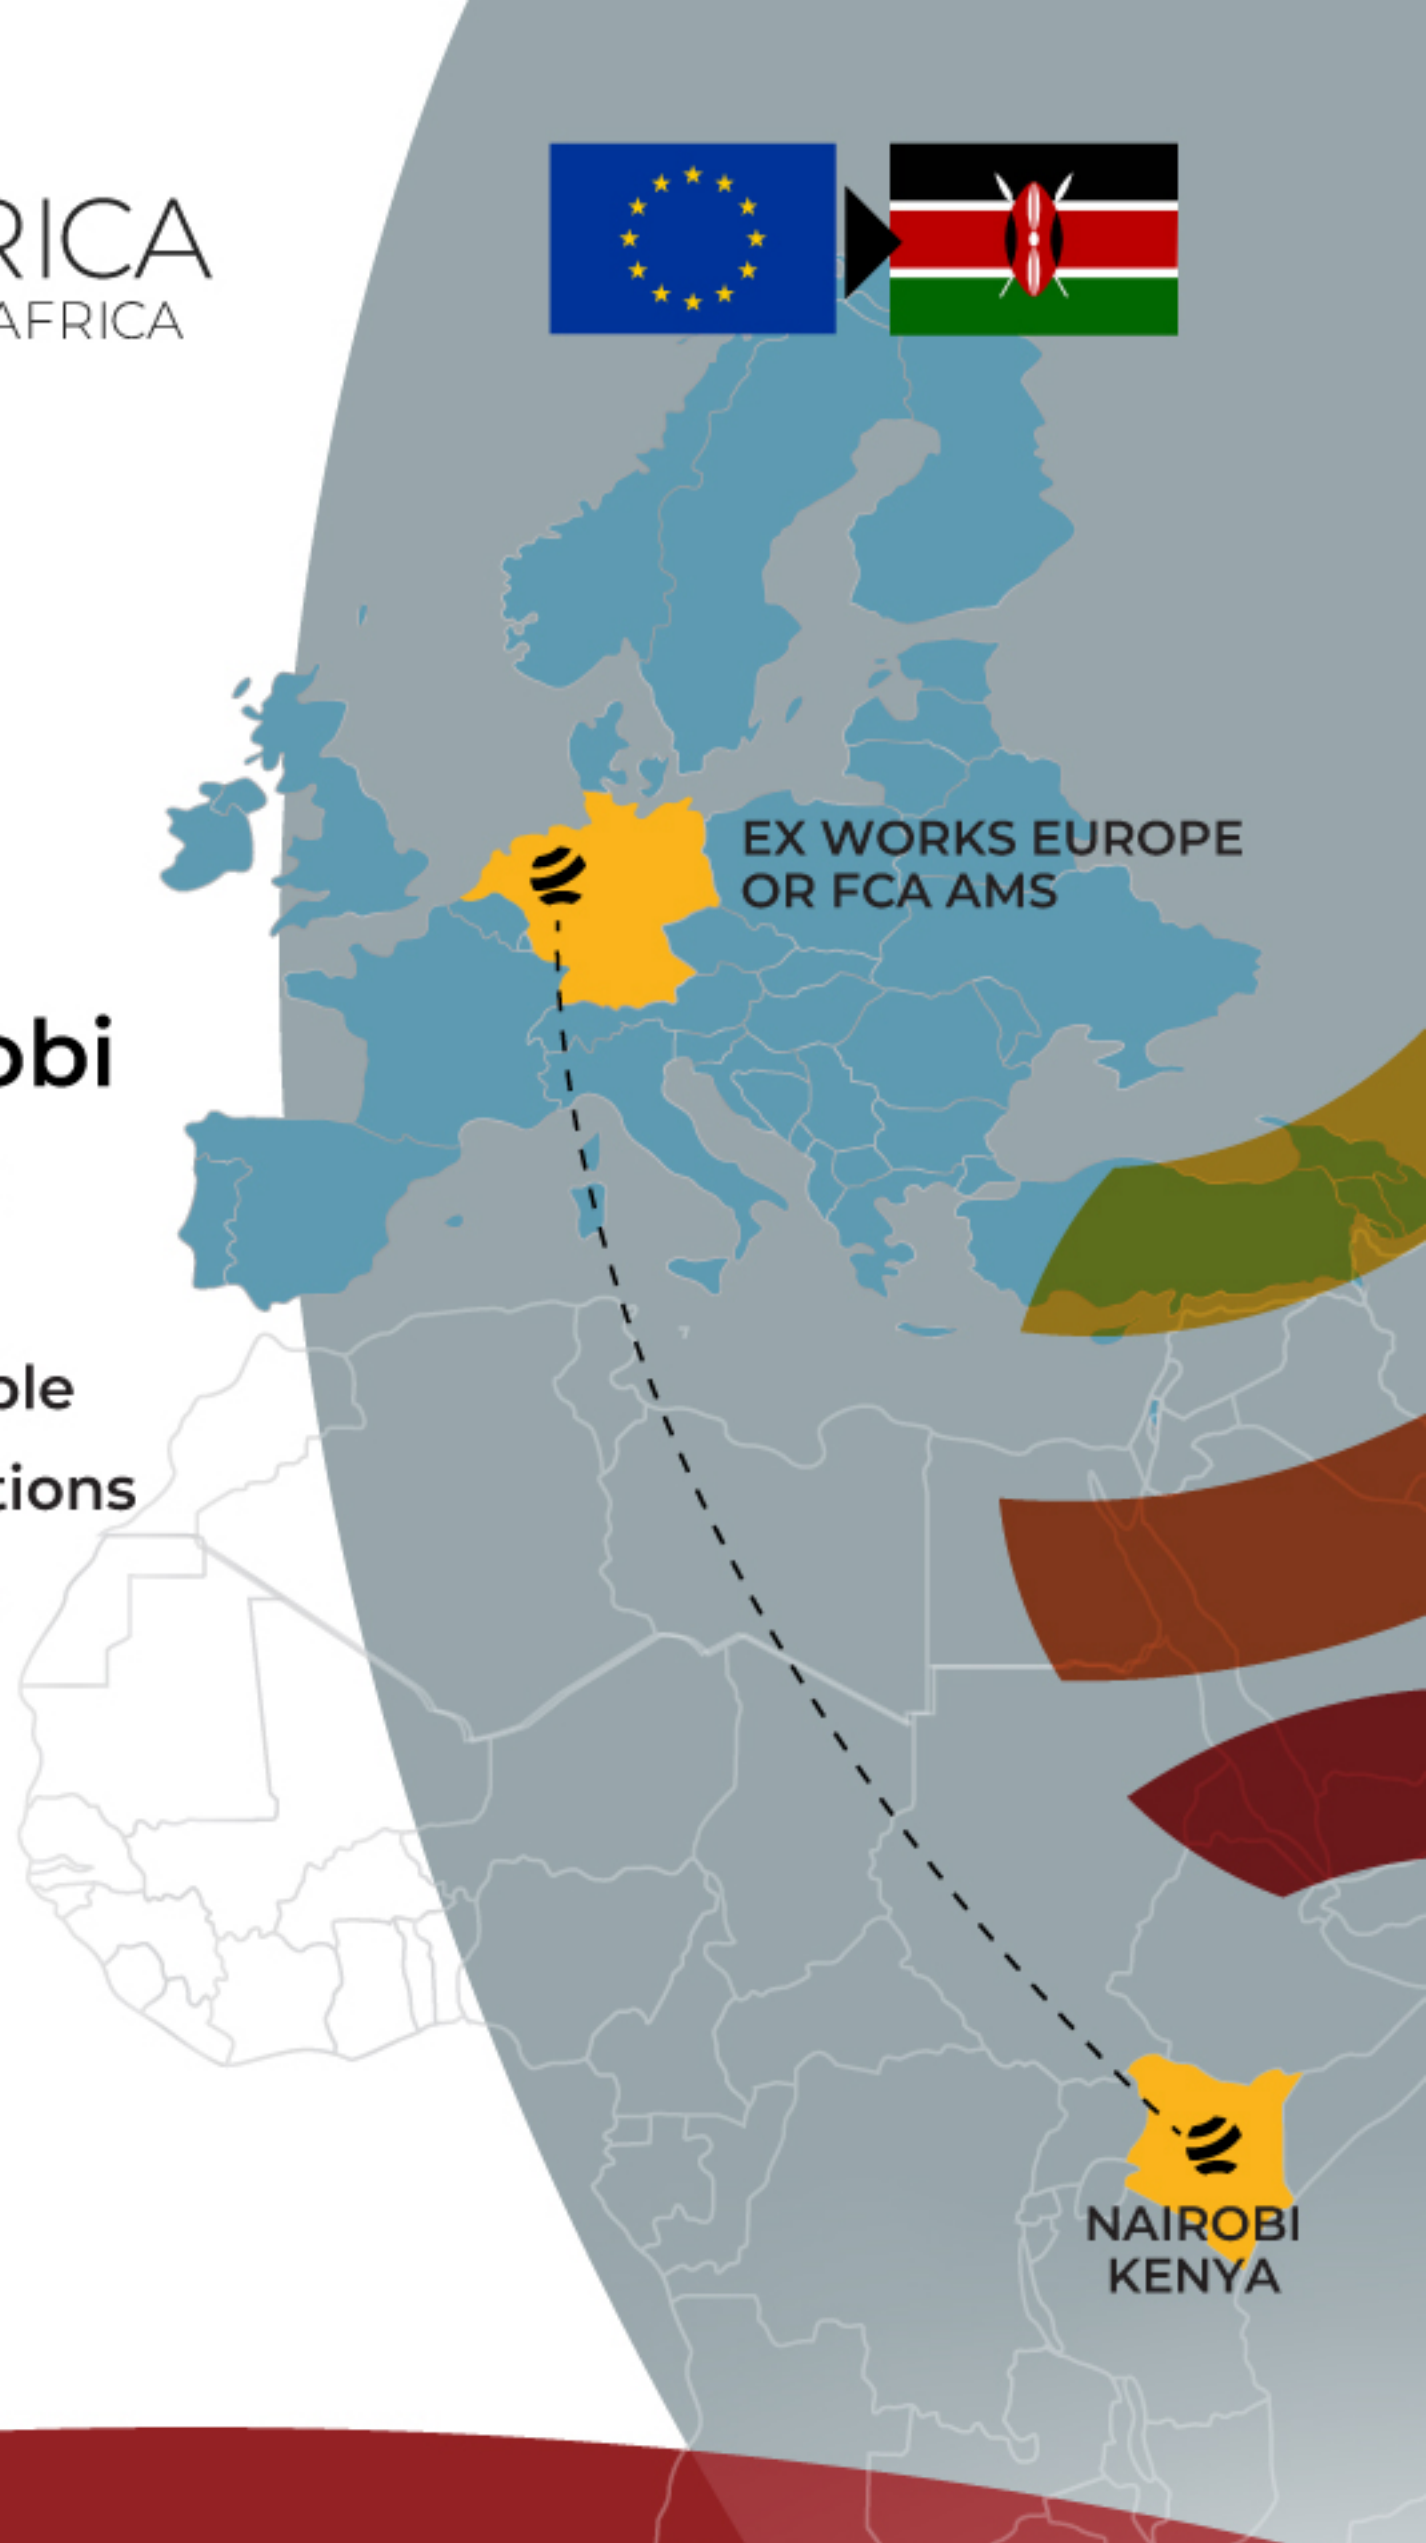 RICA
AFRICA
EX WORKS EUROPE
OR FCA AMS
obi
ole
tions
NAIROBI
KENYA